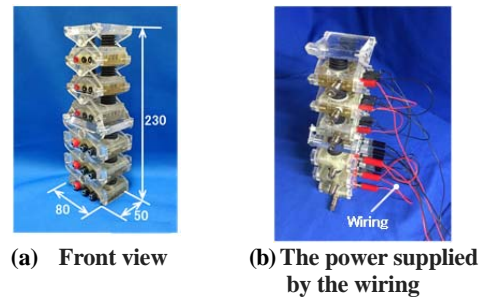 230
80
50
Wiring
(a) Front view
(b) The power supplied
by the wiring